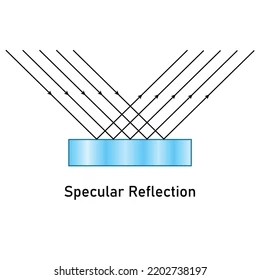 Specular Reflection
shutterstock.com · 2202738197